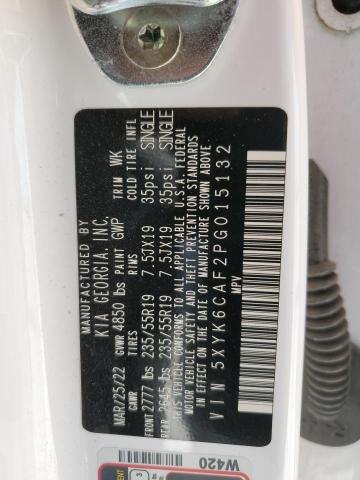 MANUFACTURED BY
KIA GEORGIA, INC.
MAR/25/22 GVWR 4850 lbs PAINT GWP TRIM WK
GAWR TIRES RIMS COLD TIRE INFL
FRONT 2777 lbs 235/55R19 7.5JX19 35psi SINGLE
REAR 2645 lbs 235/55R19 7.5JX19 35psi SINGLE
THIS VEHICLE CONFORMS TO ALL APPLICABLE U.S.A. FEDERAL
MOTOR VEHICLE SAFETY AND THEFT PREVENTION STANDARDS
IN EFFECT ON THE DATE OF MANUFACTURE SHOWN ABOVE
VIN 5XYK6CAF2PG015132
MPV
W420